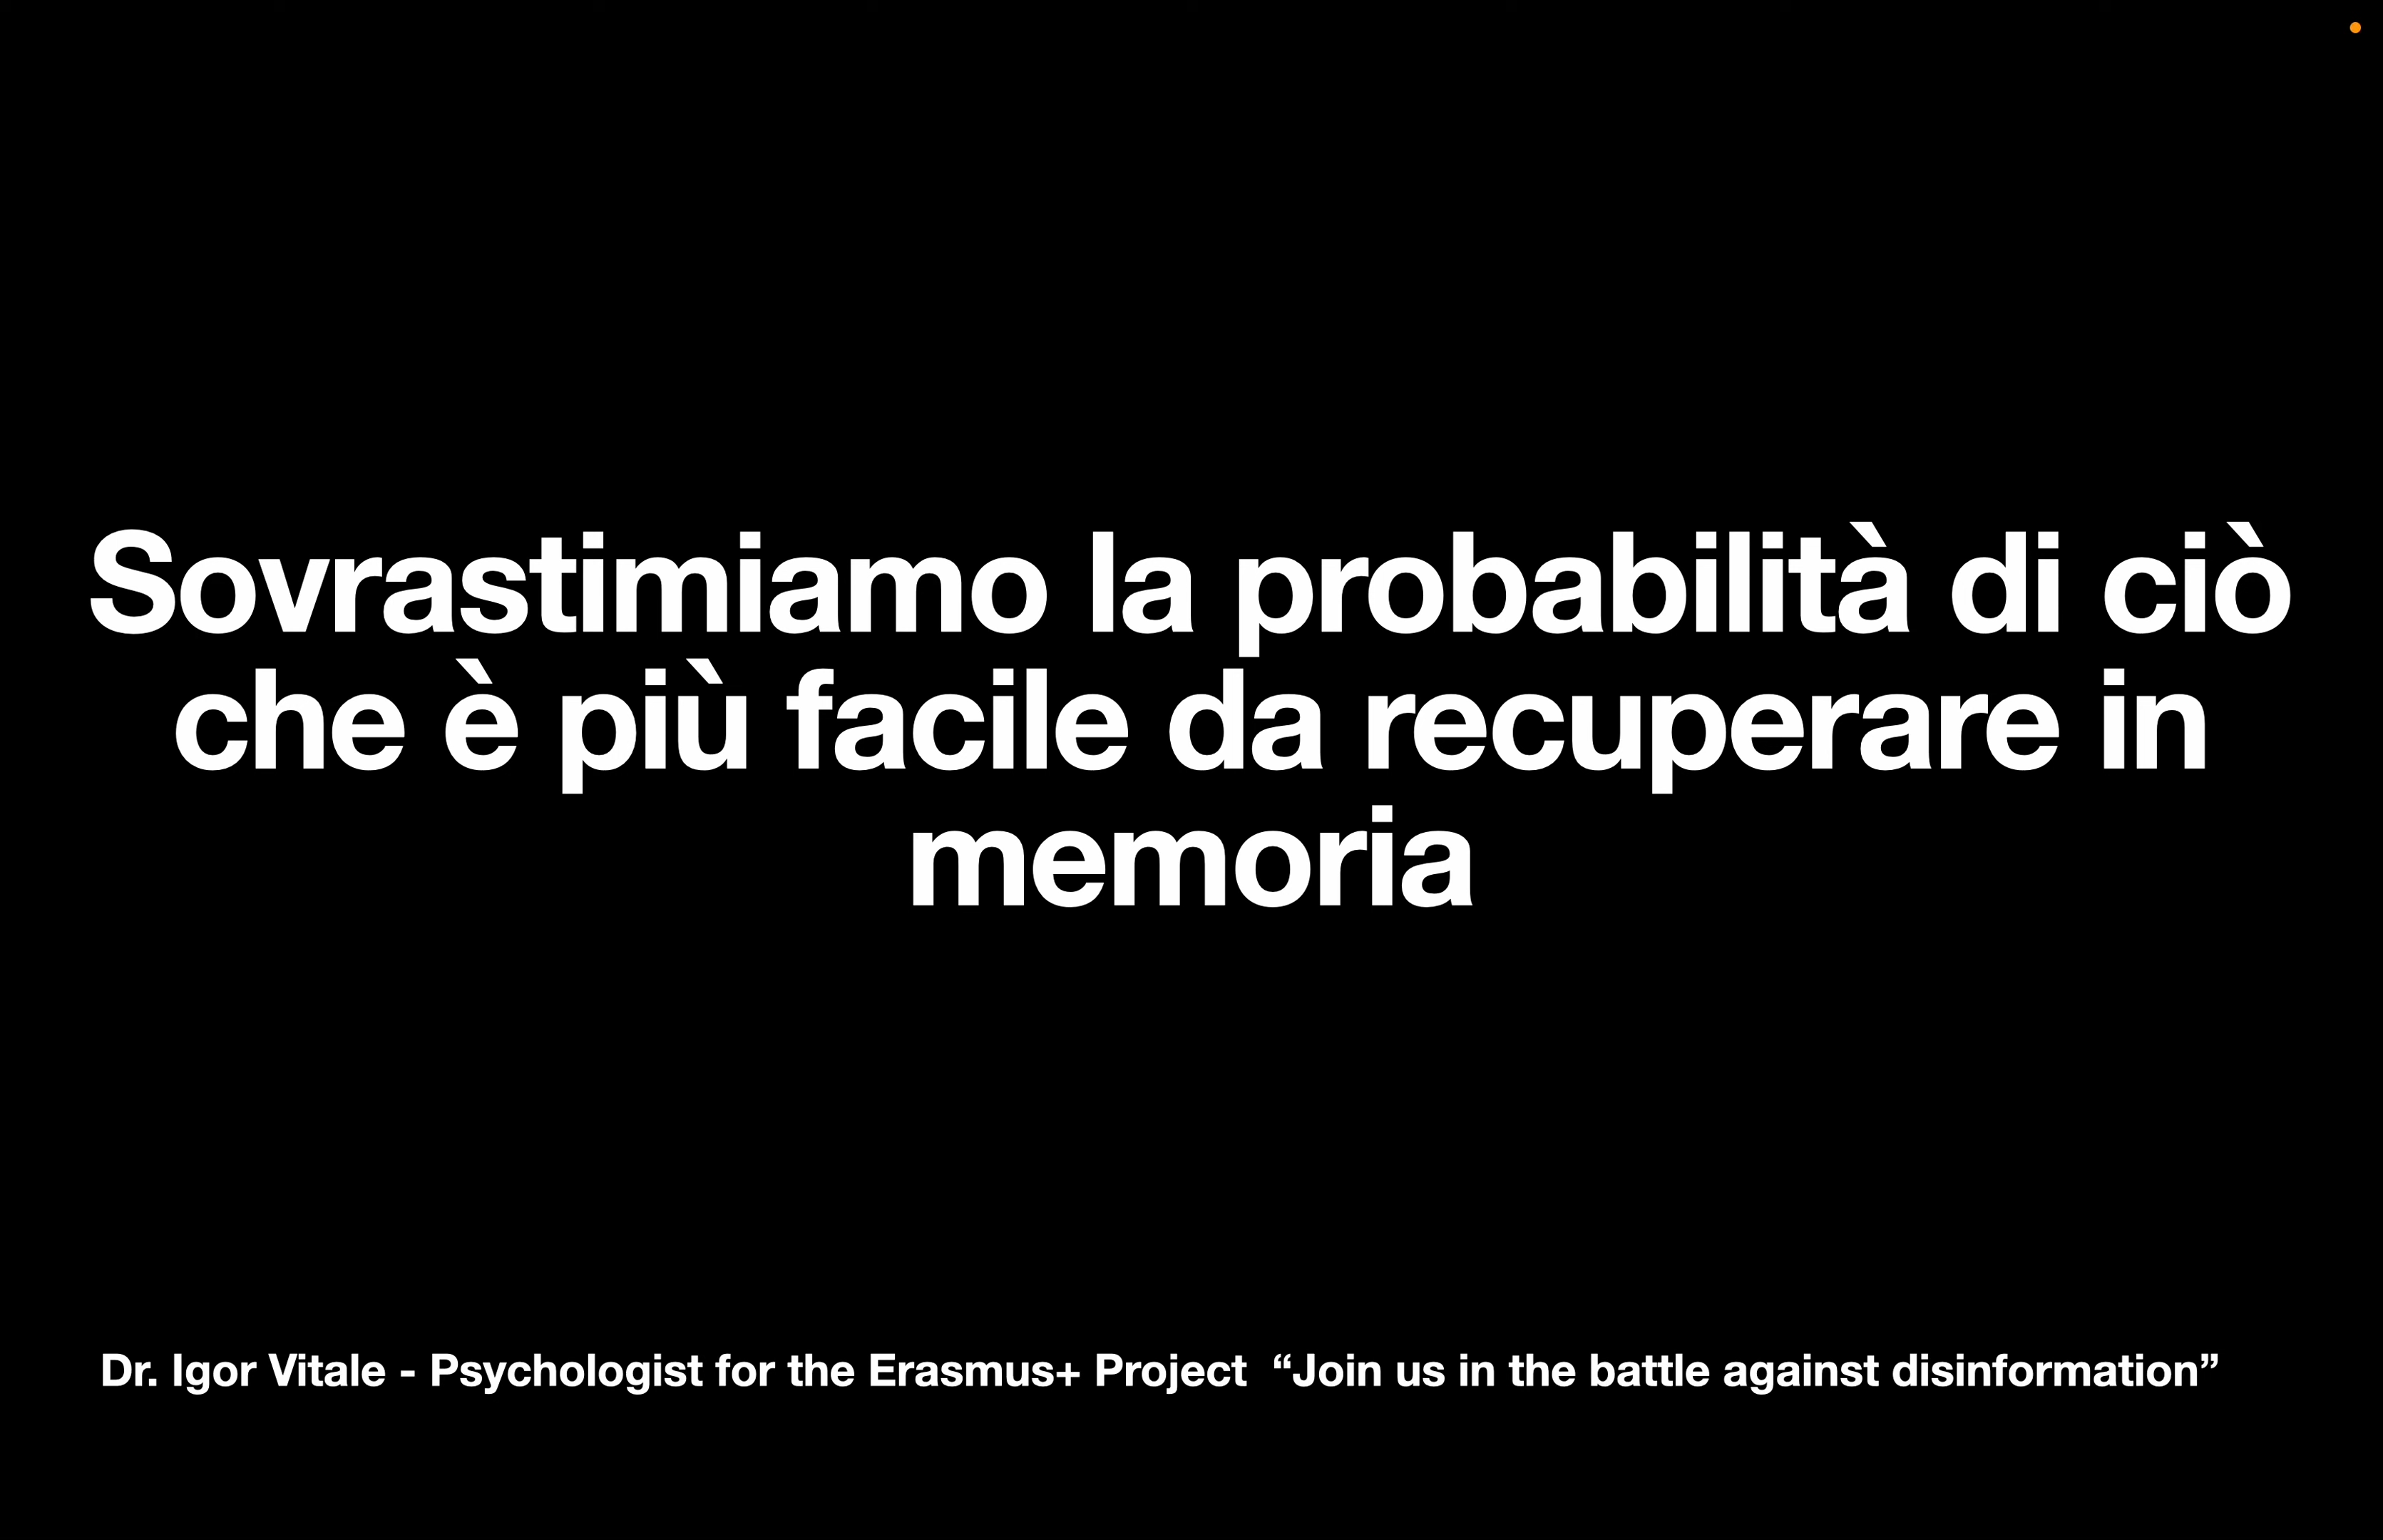 Sovrastimiamo la probabilità di ciò
che è più facile da recuperare in
memoria
Dr. Igor Vitale - Psychologist for the Erasmus+ Project “Join us in the battle against disinformation”